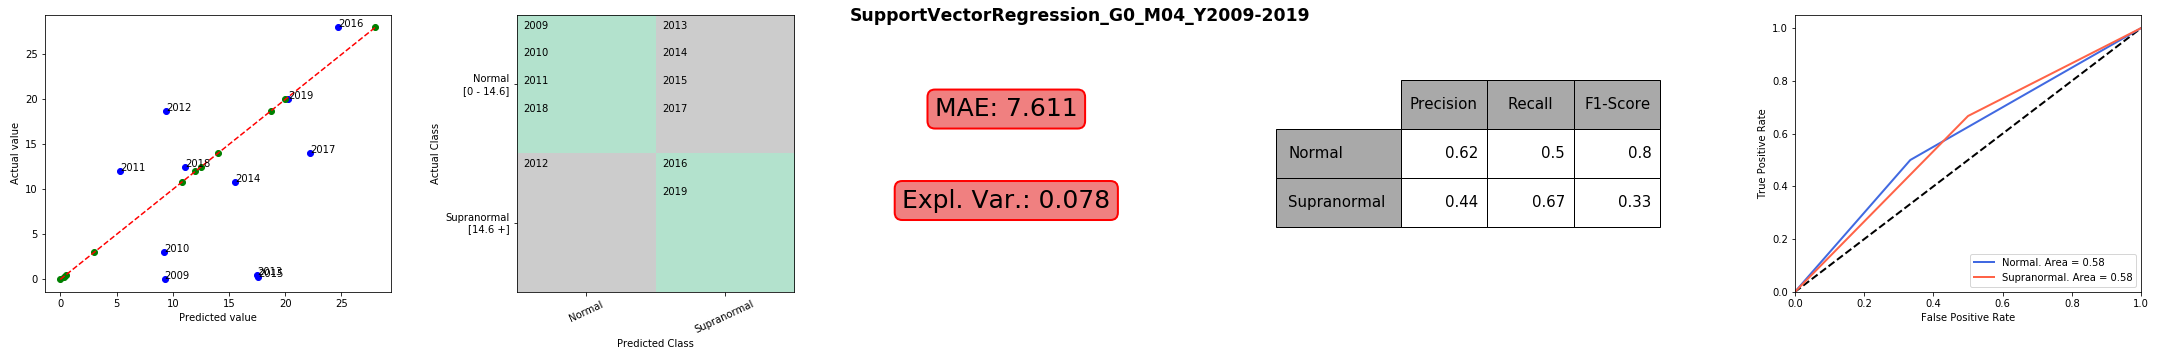 SupportVectorRegression_G0_M04_Y2009-2019
2016
2012
2019
2017
2011
2018
2014
2010
2009
2013
2015
25
20
15
10
5
0
0 5 10 15 20 25
Actual value
Predicted value
Actual Class
Normal
[0 - 14.6]
Supranormal
[14.6 +]
2009 2013
2010 2014
2011 2015
2018 2017
2012 2016
2019
Normal Supranormal
Predicted Class
MAE: 7.611
Expl. Var.: 0.078
Precision Recall F1-Score
Normal 0.62 0.5 0.8
Supranormal 0.44 0.67 0.33
True Positive Rate
1.0
0.8
0.6
0.4
0.2
0.0
Normal. Area = 0.58
Supranormal. Area = 0.58
0.0 0.2 0.4 0.6 0.8 1.0
False Positive Rate